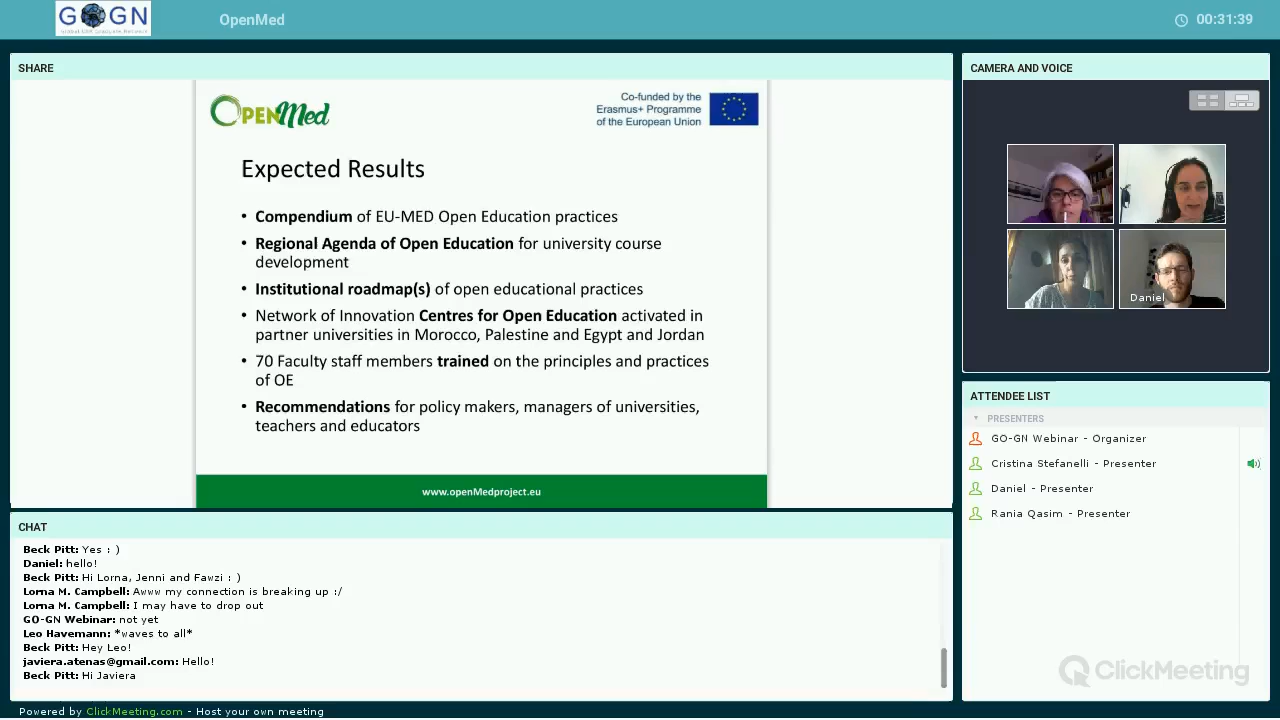 GOGN
OpenMed
00:31:39
SHARE
OPENMed
Co-funded by the
Erasmus+ Programme
of the European Union
Expected Results
• Compendium of EU-MED Open Education practices
• Regional Agenda of Open Education for university course
development
• Institutional roadmap(s) of open educational practices
• Network of Innovation Centres for Open Education activated in
partner universities in Morocco, Palestine and Egypt and Jordan
• 70 Faculty staff members trained on the principles and practices
of OE
• Recommendations for policy makers, managers of universities,
teachers and educators
www.openMedproject.eu
CHAT
Beck Pitt: Yes : )
Daniel: hello!
Beck Pitt: Hi Lorna, Jenni and Fawzi : )
Lorna M. Campbell: Awww my connection is breaking up :/
Lorna M. Campbell: I may have to drop out
GO-GN Webinar: not yet
Leo Havemann: *waves to all*
Beck Pitt: Hey Leo!
javiera.atenas@gmail.com: Hello!
Beck Pitt: Hi Javiera
CAMERA AND VOICE
Daniel
ATTENDEE LIST
PRESENTERS
GO-GN Webinar - Organizer
Cristina Stefanelli - Presenter
Daniel - Presenter
Rania Qasim - Presenter
ClickMeeting
Powered by ClickMeeting.com - Host your own meeting